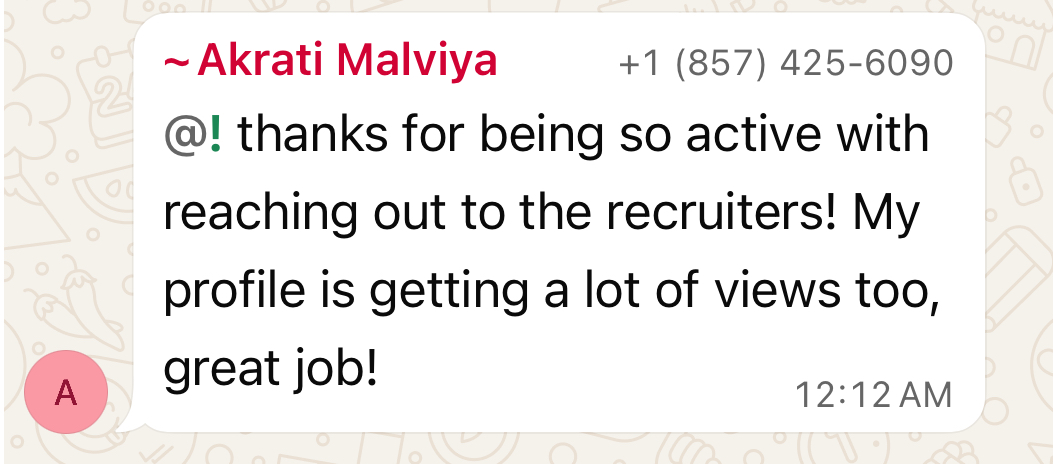 ~Akrati Malviya +1 (857) 425-6090
@! thanks for being so active with
reaching out to the recruiters! My
profile is getting a lot of views too,
great job!
12:12 AM
A